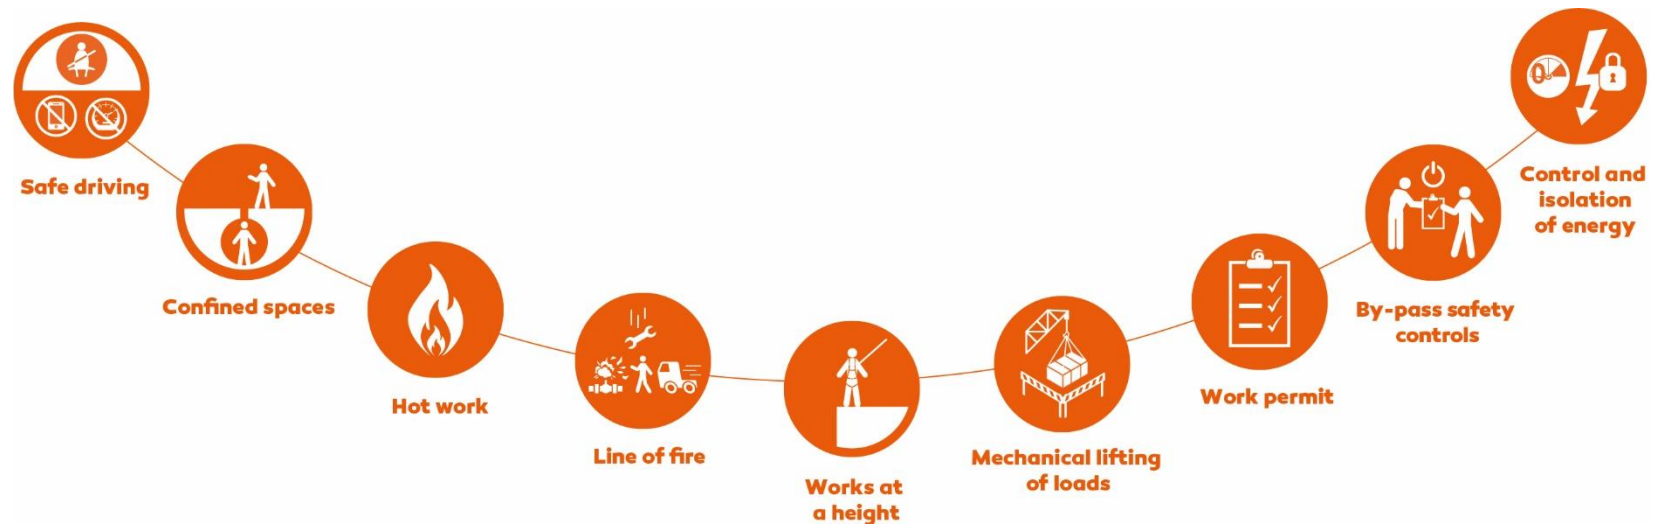 Safe driving
Confined spaces
Hot work
Line of fire
Works at
a height
Mechanical lifting
of loads
Work permit
By-pass safety
controls
Control and
isolation
of energy